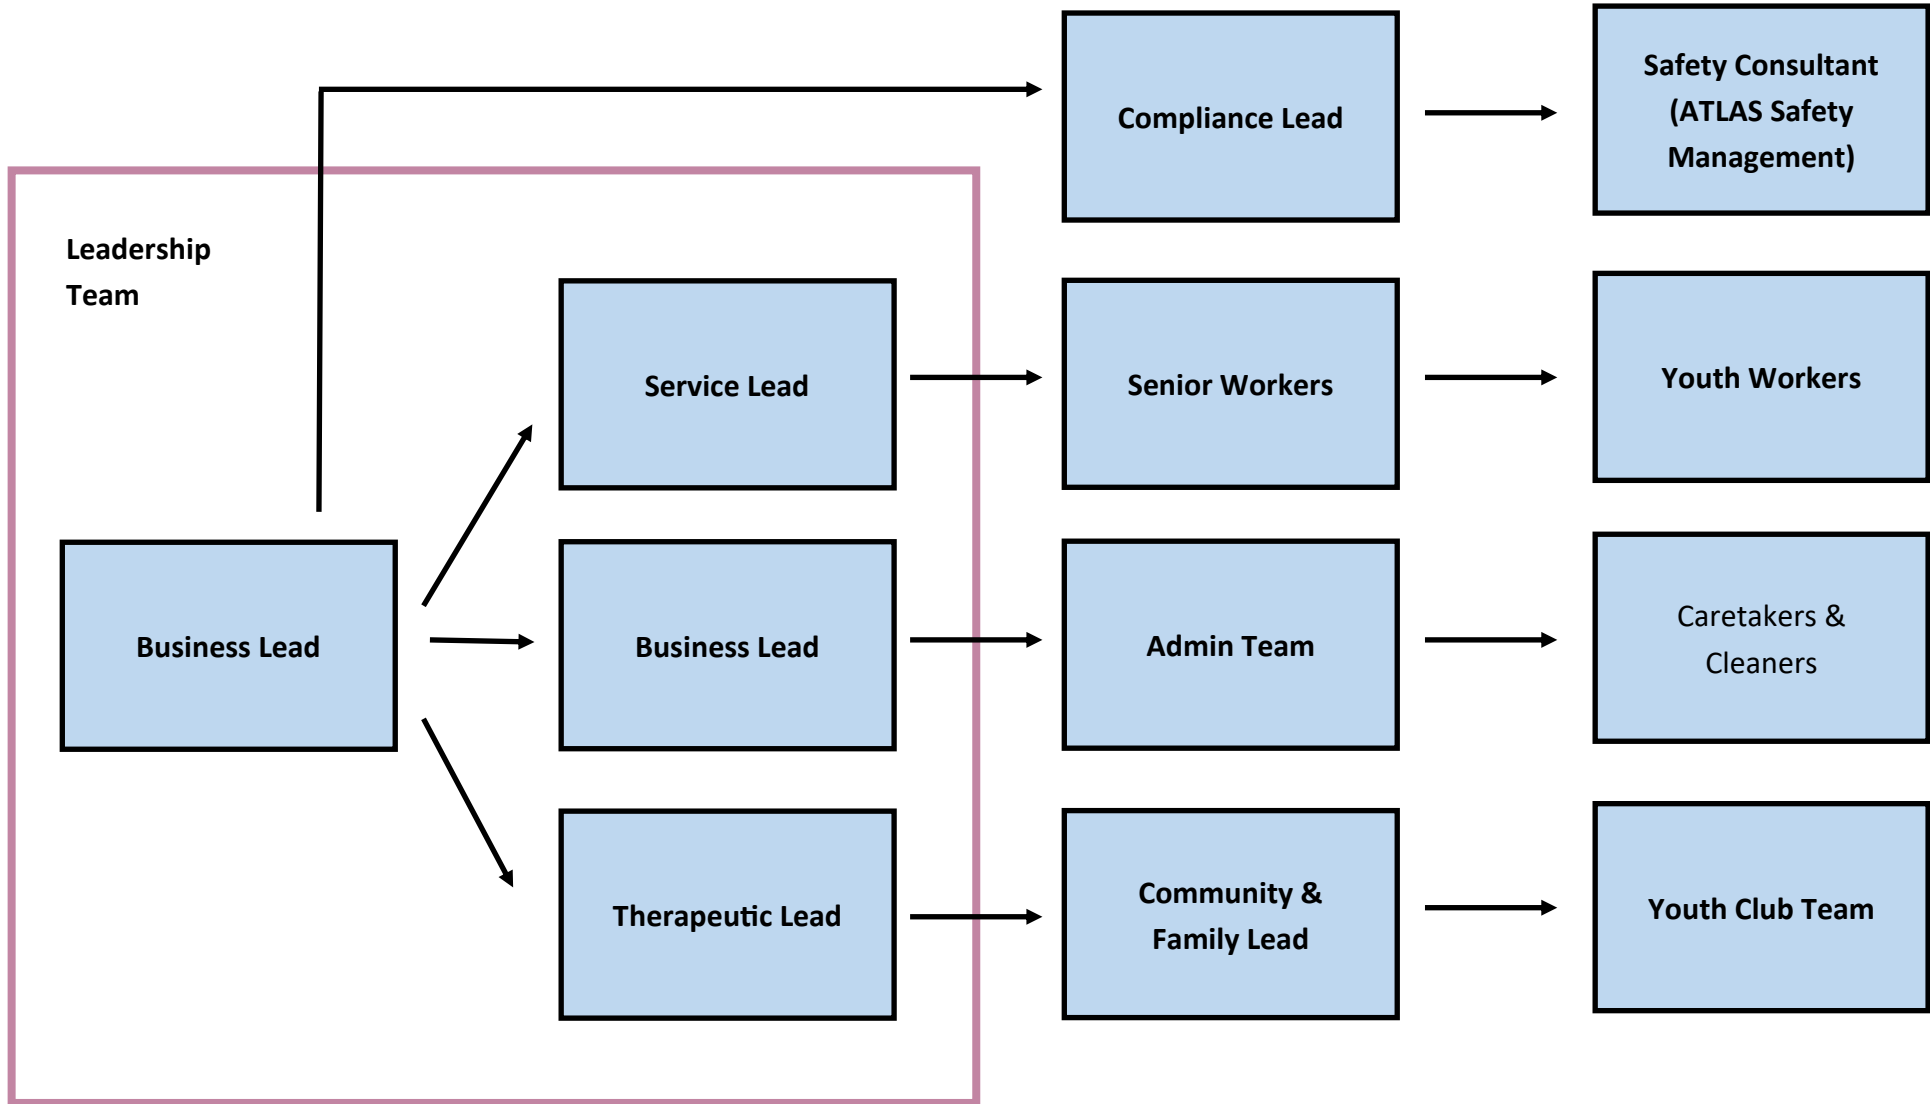 Compliance Lead
Safety Consultant
(ATLAS Safety
Management)
Leadership
Team
Service Lead
Senior Workers
Youth Workers
Business Lead
Business Lead
Admin Team
Caretakers &
Cleaners
Therapeutic Lead
Community &
Family Lead
Youth Club Team